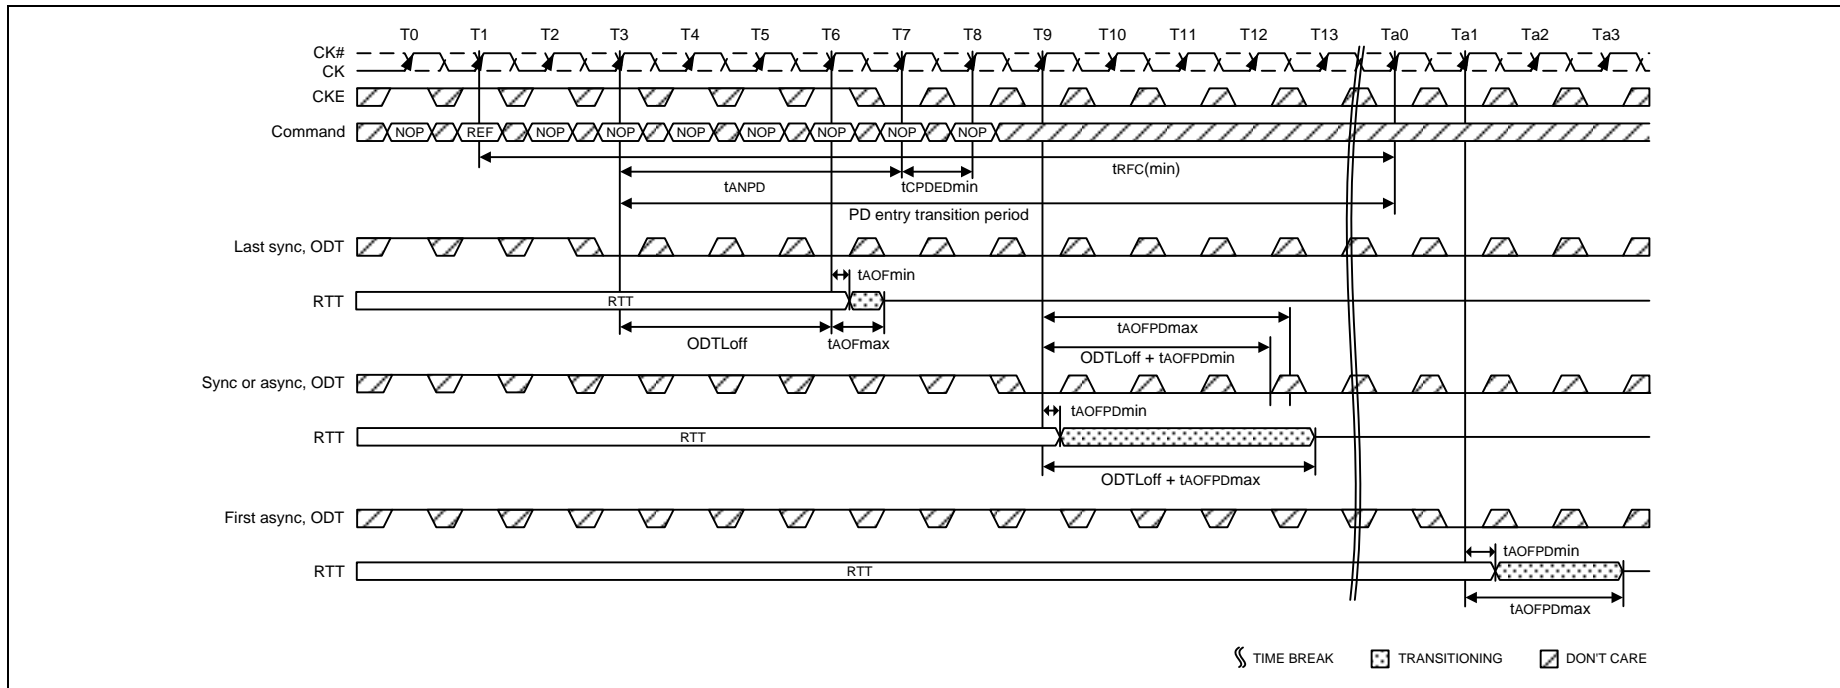 T0 T1 T2 T3 T4 T5 T6 T7 T8 T9 T10 T11 T12 T13 Ta0 Ta1 Ta2 Ta3
CK#
CK
CKE
Command NOP REF NOP NOP NOP NOP NOP NOP NOP
tRFC(min)
tANPD tCPDEDmin
PD entry transition period
Last sync, ODT
tAOFmin
RTT RTT
tAOFPDmax
ODTLoff tAOFmax
ODTLoff + tAOFPDmin
Sync or async, ODT
tAOFPDmin
RTT RTT
ODTLoff + tAOFPDmax
First async, ODT
tAOFPDmin
RTT RTT
tAOFPDmax
TIME BREAK TRANSITIONING DON'T CARE